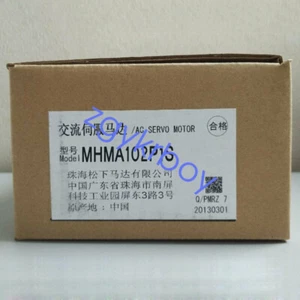 交流伺服马达 /AC SERVO MOTOR
合格
型号
Model MHMA102P1S
珠海松下马达有限公司
中国广东省珠海市南屏
科技工业园屏东3路3号
原产地：中国
Q/PMRZ 7
20130301
zgykqboy